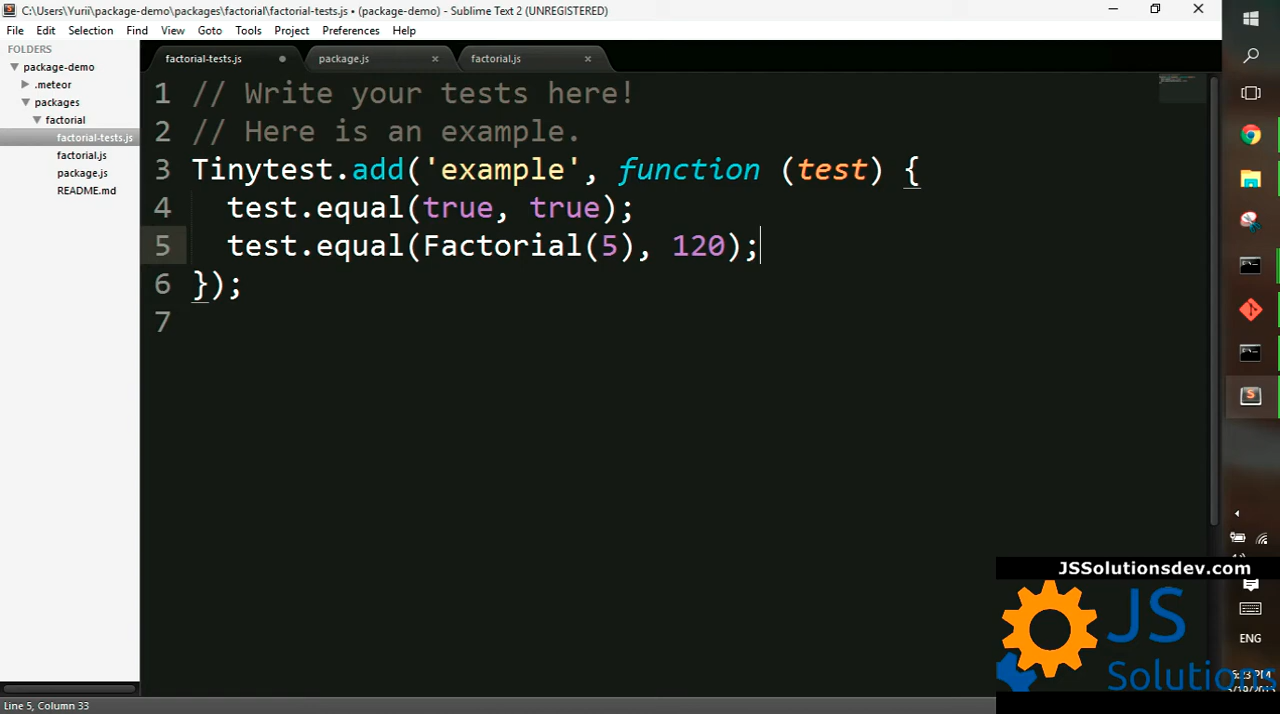 C:\Users\Yurii\package-demo\packages\factorial\factorial-tests.js • (package-demo) - Sublime Text 2 (UNREGISTERED)
File Edit Selection Find View Goto Tools Project Preferences Help
FOLDERS
package-demo
.meteor
packages
factorial
factorial-tests.js
factorial.js
package.js
README.md
factorial-tests.js package.js factorial.js
1 // Write your tests here!
2 // Here is an example.
3 Tinytest.add('example', function (test) {
4 test.equal(true, true);
5 test.equal(Factorial(5), 120);
6 });
7
JSSolutionsdev.com
JS
Solutions
ENG
Line 5, Column 33